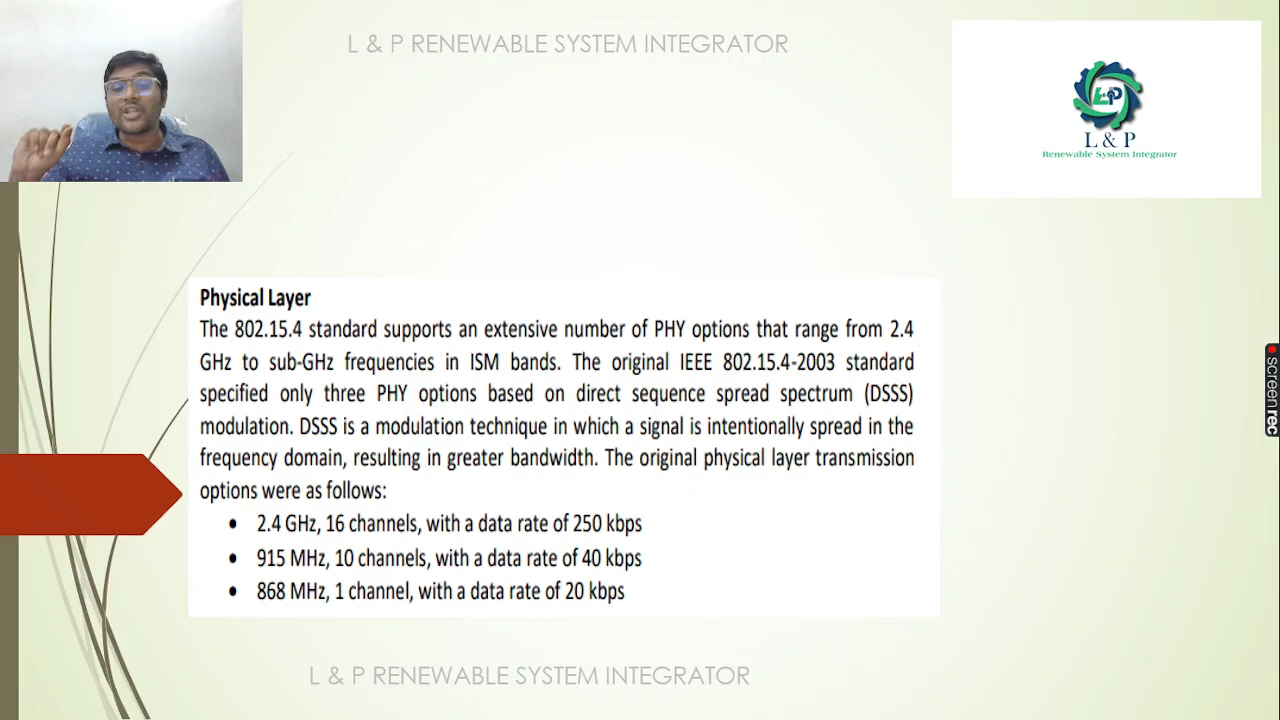 L & P RENEWABLE SYSTEM INTEGRATOR
L & P
L & P
Renewable System Integrator
Physical Layer
The 802.15.4 standard supports an extensive number of PHY options that range from 2.4
GHz to sub-GHz frequencies in ISM bands. The original IEEE 802.15.4-2003 standard
specified only three PHY options based on direct sequence spread spectrum (DSSS)
modulation. DSSS is a modulation technique in which a signal is intentionally spread in the
frequency domain, resulting in greater bandwidth. The original physical layer transmission
options were as follows:
• 2.4 GHz, 16 channels, with a data rate of 250 kbps
• 915 MHz, 10 channels, with a data rate of 40 kbps
• 868 MHz, 1 channel, with a data rate of 20 kbps
screenrec
L & P RENEWABLE SYSTEM INTEGRATOR